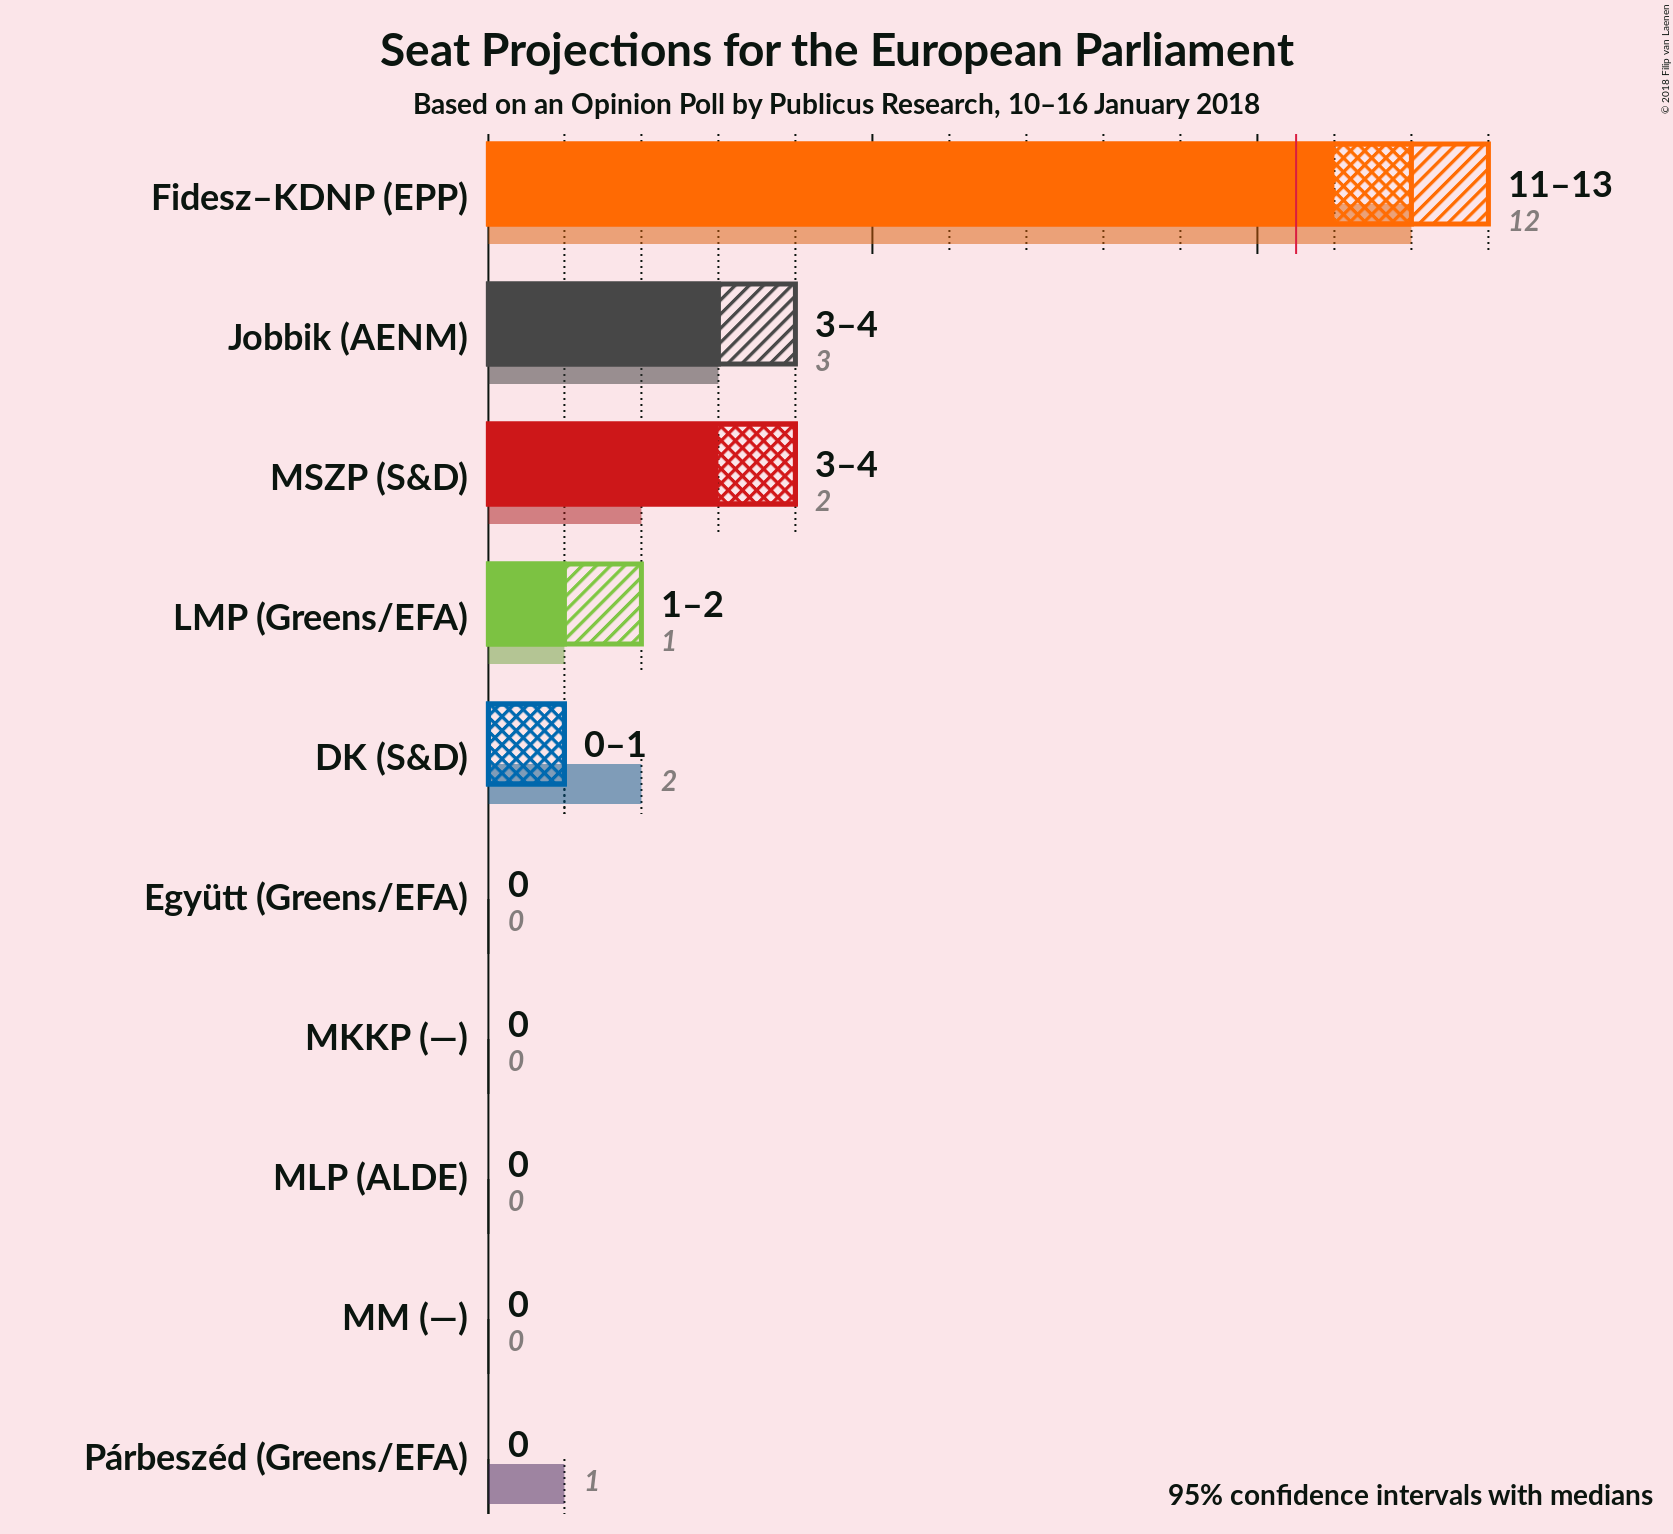 Seat Projections for the European Parliament
Based on an Opinion Poll by Publicus Research, 10–16 January 2018
© 2018 Filip van Laenen
Fidesz–KDNP (EPP)
11–13
12
Jobbik (AENM)
3–4
3
MSZP (S&D)
3–4
2
LMP (Greens/EFA)
1–2
1
DK (S&D)
0–1
2
Együtt (Greens/EFA)
0
0
MKKP (—)
0
0
MLP (ALDE)
0
0
MM (—)
0
0
Párbeszéd (Greens/EFA)
0
1
95% confidence intervals with medians